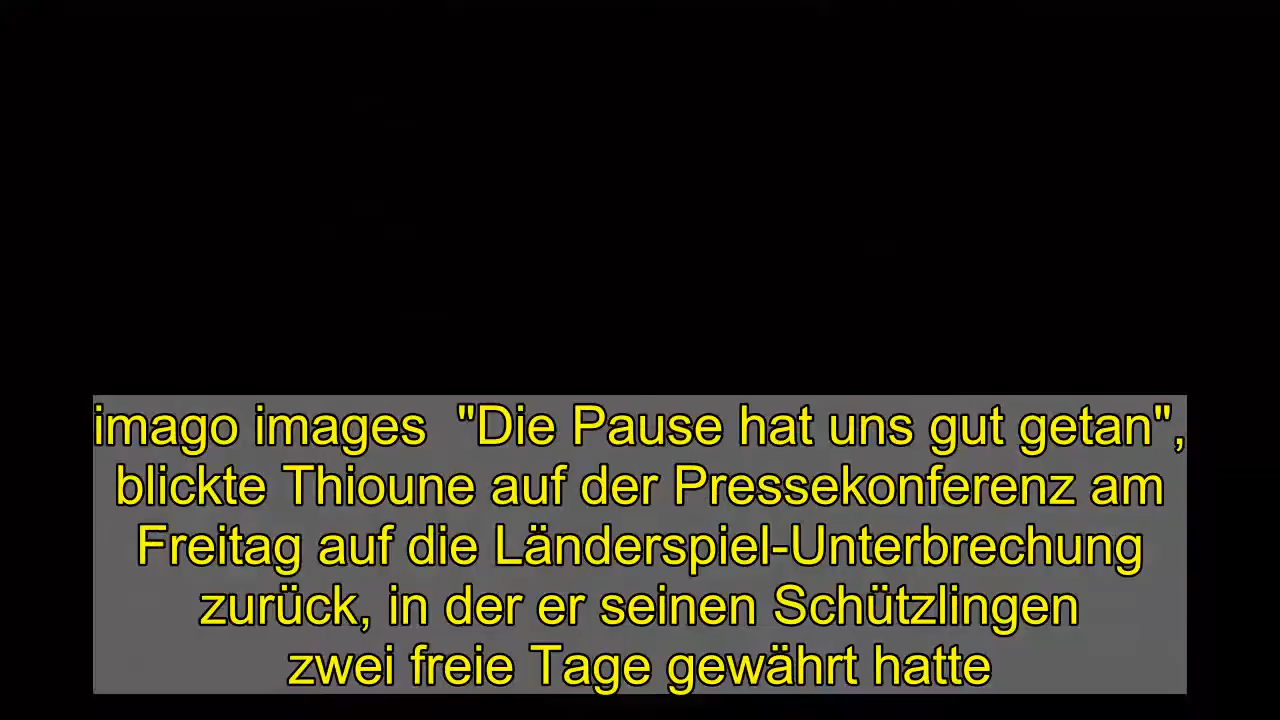 imago images  "Die Pause hat uns gut getan",
blickte Thioune auf der Pressekonferenz am
Freitag auf die Länderspiel-Unterbrechung
zurück, in der er seinen Schützlingen
zwei freie Tage gewährt hatte